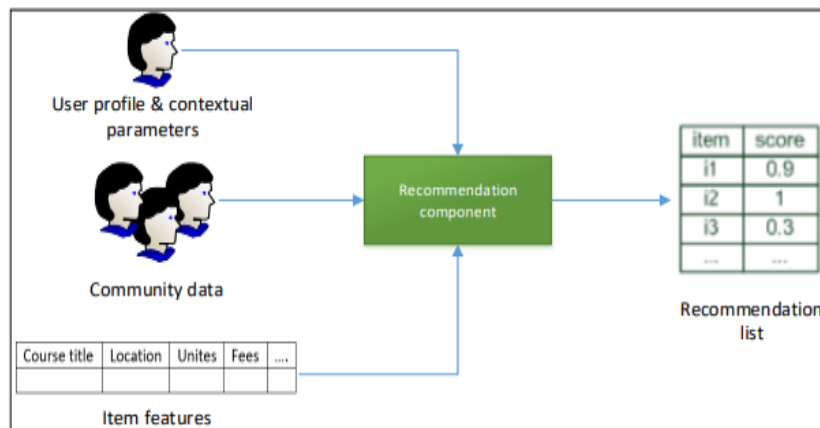 User profile & contextual
parameters
Community data
Course title Location Unites Fees ....
Item features
Recommendation
component
item score
i1 0.9
i2 1
i3 0.3
... ...
Recommendation
list